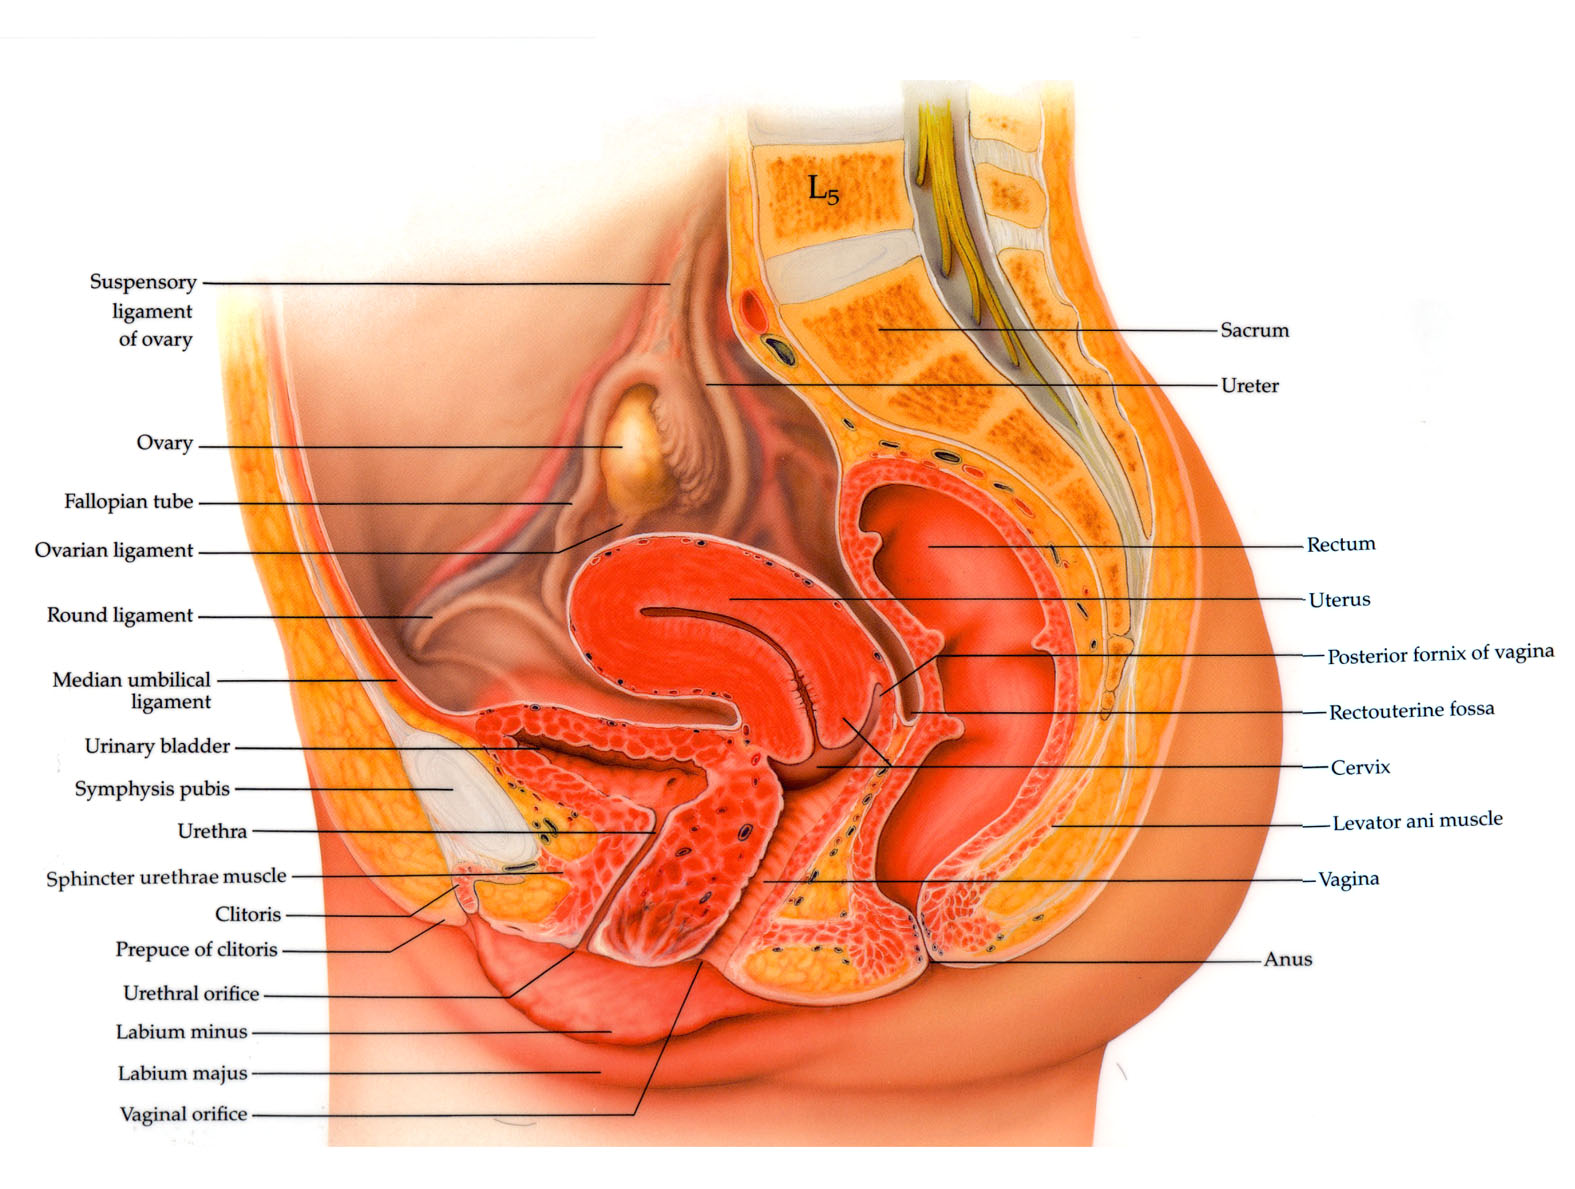 L5
Suspensory
ligament
of ovary
Ovary
Fallopian tube
Ovarian ligament
Round ligament
Median umbilical
ligament
Urinary bladder
Symphysis pubis
Urethra
Sphincter urethrae muscle
Clitoris
Prepuce of clitoris
Urethral orifice
Labium minus
Labium majus
Vaginal orifice
Sacrum
Ureter
Rectum
Uterus
Posterior fornix of vagina
Rectouterine fossa
Cervix
Levator ani muscle
Vagina
Anus